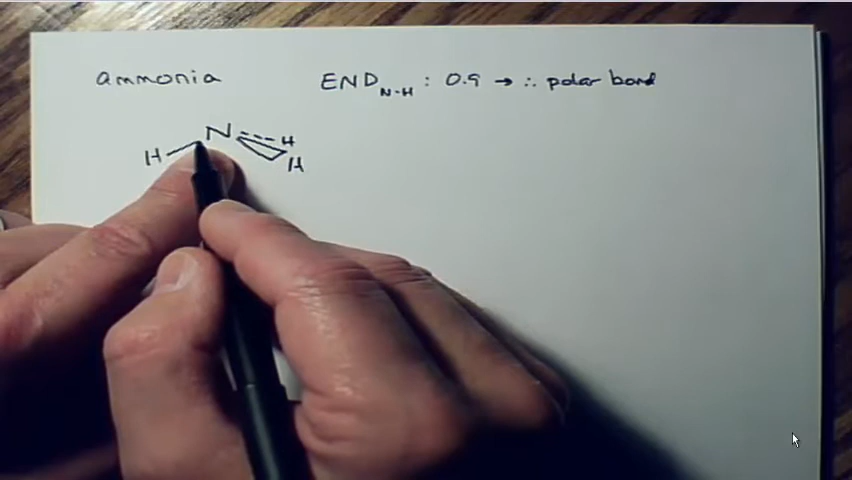 ammonia END N-H : 0.9 → ∴ polar bond
N H
H H